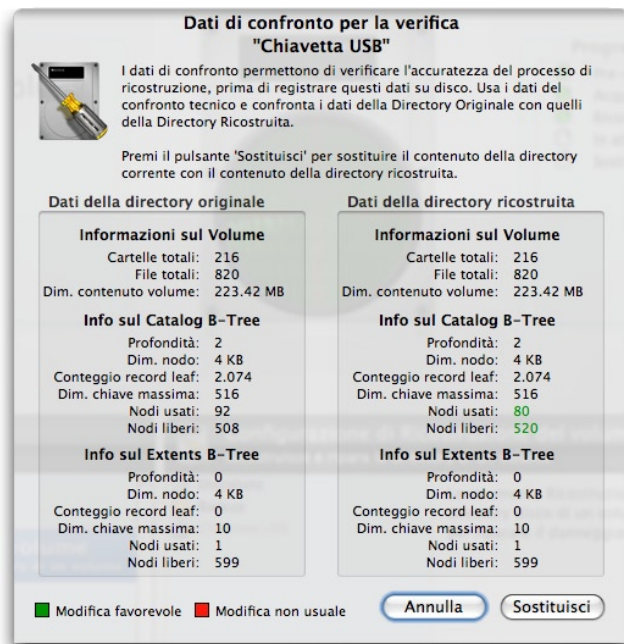 Dati di confronto per la verifica
"Chiavetta USB"
I dati di confronto permettono di verificare l'accuratezza del processo di
ricostruzione, prima di registrare questi dati su disco. Usa i dati del
confronto tecnico e confronta i dati della Directory Originale con quelli
della Directory Ricostruita.
Premi il pulsante 'Sostituisci' per sostituire il contenuto della directory
corrente con il contenuto della directory ricostruita.
Dati della directory originale
Informazioni sul Volume
Cartelle totali: 216
File totali: 820
Dim. contenuto volume: 223.42 MB
Info sul Catalog B-Tree
Profondità: 2
Dim. nodo: 4 KB
Conteggio record leaf: 2.074
Dim. chiave massima: 516
Nodi usati: 92
Nodi liberi: 508
Info sul Extents B-Tree
Profondità: 0
Dim. nodo: 4 KB
Conteggio record leaf: 0
Dim. chiave massima: 10
Nodi usati: 1
Nodi liberi: 599
Dati della directory ricostruita
Informazioni sul Volume
Cartelle totali: 216
File totali: 820
Dim. contenuto volume: 223.42 MB
Info sul Catalog B-Tree
Profondità: 2
Dim. nodo: 4 KB
Conteggio record leaf: 2.074
Dim. chiave massima: 516
Nodi usati: 80
Nodi liberi: 520
Info sul Extents B-Tree
Profondità: 0
Dim. nodo: 4 KB
Conteggio record leaf: 0
Dim. chiave massima: 10
Nodi usati: 1
Nodi liberi: 599
Modifica favorevole
Modifica non usuale
Annulla
Sostituisci